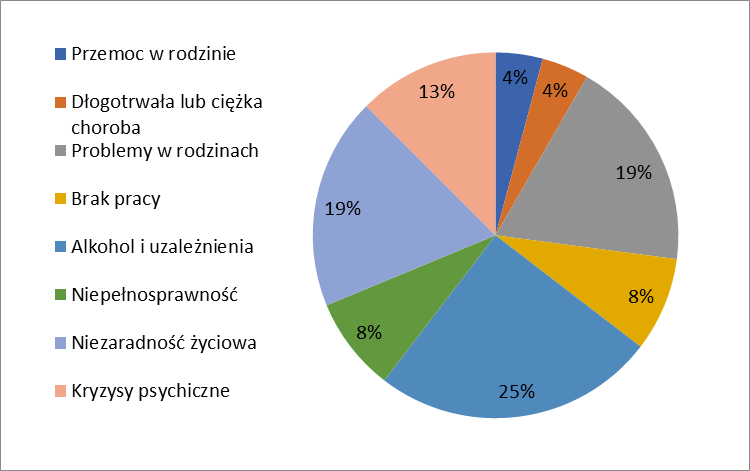 Przemoc w rodzinie
Dłogotrwała lub ciężka
choroba
Problemy w rodzinach
Brak pracy
Alkohol i uzależnienia
Niepełnosprawność
Niezaradność życiowa
Kryzysy psychiczne
4%
4%
19%
8%
25%
8%
19%
13%